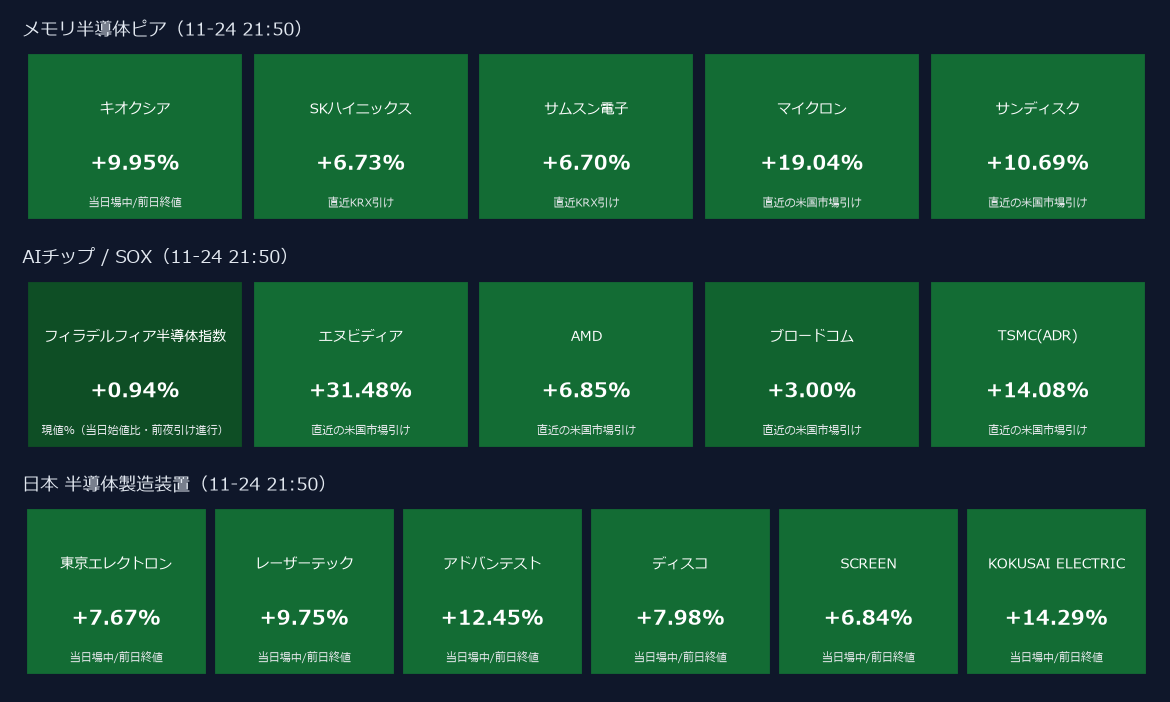 メモリ半導体ピア（11-24 21:50）
キオクシア
+9.95%
当日場中/前日終値
SKハイニックス
+6.73%
直近KRX引け
サムスン電子
+6.70%
直近KRX引け
マイクロン
+19.04%
直近の米国市場引け
サンディスク
+10.69%
直近の米国市場引け
AIチップ / SOX（11-24 21:50）
フィラデルフィア半導体指数
+0.94%
現値%（当日始値比・前夜引け進行）
エヌビディア
+31.48%
直近の米国市場引け
AMD
+6.85%
直近の米国市場引け
ブロードコム
+3.00%
直近の米国市場引け
TSMC(ADR)
+14.08%
直近の米国市場引け
日本 半導体製造装置（11-24 21:50）
東京エレクトロン
+7.67%
当日場中/前日終値
レーザーテック
+9.75%
当日場中/前日終値
アドバンテスト
+12.45%
当日場中/前日終値
ディスコ
+7.98%
当日場中/前日終値
SCREEN
+6.84%
当日場中/前日終値
KOKUSAI ELECTRIC
+14.29%
当日場中/前日終値